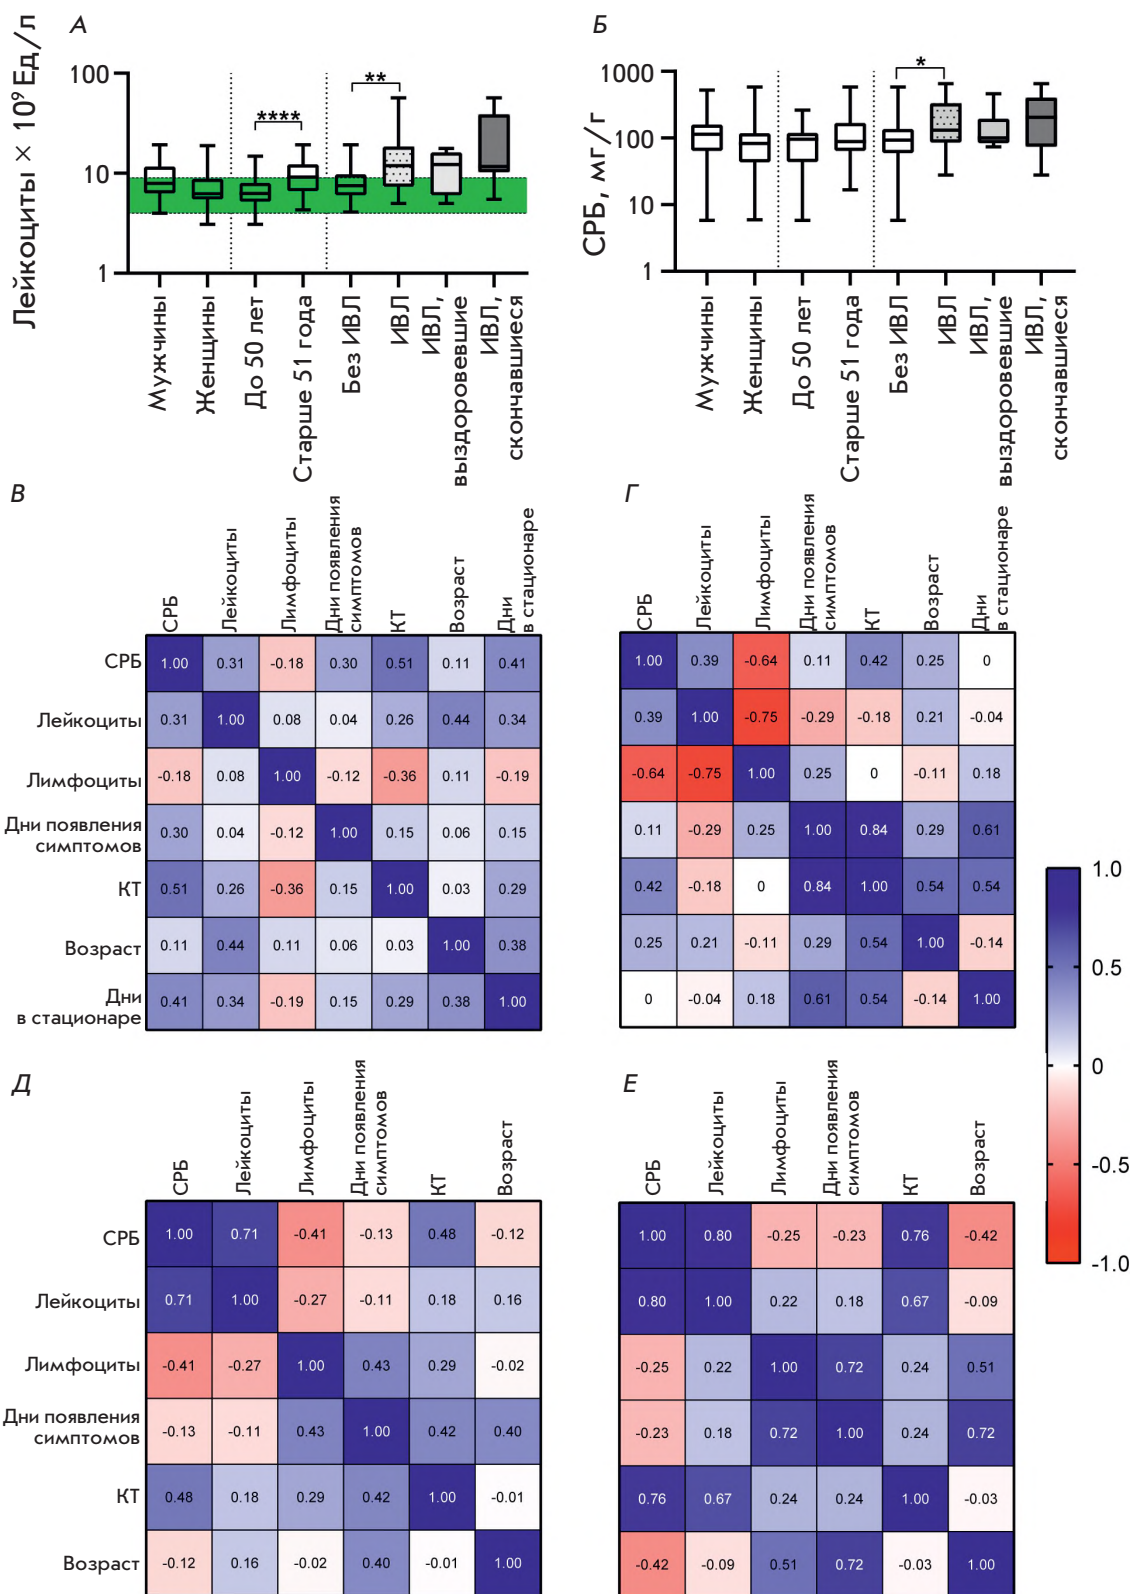 А
Лейкоциты × 10⁹ Ед/л
100
10
1
****
**
Мужчины
Женщины
До 50 лет
Старше 51 года
Без ИВЛ
ИВЛ
ИВЛ,
выздоровевшие
ИВЛ,
скончавшиеся
Б
СРБ, мг/г
1000
100
10
1
*
Мужчины
Женщины
До 50 лет
Старше 51 года
Без ИВЛ
ИВЛ
ИВЛ,
выздоровевшие
ИВЛ,
скончавшиеся
В
СРБ
Лейкоциты
Лимфоциты
Дни появления
симптомов
КТ
Возраст
Дни
в стационаре
СРБ 1.00 0.31 -0.18 0.30 0.51 0.11 0.41
Лейкоциты 0.31 1.00 0.08 0.04 0.26 0.44 0.34
Лимфоциты -0.18 0.08 1.00 -0.12 -0.36 0.11 -0.19
Дни появления
симптомов 0.30 0.04 -0.12 1.00 0.15 0.06 0.15
КТ 0.51 0.26 -0.36 0.15 1.00 0.03 0.29
Возраст 0.11 0.44 0.11 0.06 0.03 1.00 0.38
Дни
в стационаре 0.41 0.34 -0.19 0.15 0.29 0.38 1.00
Г
СРБ
Лейкоциты
Лимфоциты
Дни появления
симптомов
КТ
Возраст
Дни
в стационаре
1.00 0.39 -0.64 0.11 0.42 0.25 0
0.39 1.00 -0.75 -0.29 -0.18 0.21 -0.04
-0.64 -0.75 1.00 0.25 0 -0.11 0.18
0.11 -0.29 0.25 1.00 0.84 0.29 0.61
0.42 -0.18 0 0.84 1.00 0.54 0.54
0.25 0.21 -0.11 0.29 0.54 1.00 -0.14
0 -0.04 0.18 0.61 0.54 -0.14 1.00
1.0
0.5
0
-0.5
-1.0
Д
СРБ
Лейкоциты
Лимфоциты
Дни появления
симптомов
КТ
Возраст
СРБ 1.00 0.71 -0.41 -0.13 0.48 -0.12
Лейкоциты 0.71 1.00 -0.27 -0.11 0.18 0.16
Лимфоциты -0.41 -0.27 1.00 0.43 0.29 -0.02
Дни появления
симптомов -0.13 -0.11 0.43 1.00 0.42 0.40
КТ 0.48 0.18 0.29 0.42 1.00 -0.01
Возраст -0.12 0.16 -0.02 0.40 -0.01 1.00
Е
СРБ
Лейкоциты
Лимфоциты
Дни появления
симптомов
КТ
Возраст
1.00 0.80 -0.25 -0.23 0.76 -0.42
0.80 1.00 0.22 0.18 0.67 -0.09
-0.25 0.22 1.00 0.72 0.24 0.51
-0.23 0.18 0.72 1.00 0.24 0.72
0.76 0.67 0.24 0.24 1.00 -0.03
-0.42 -0.09 0.51 0.72 -0.03 1.00